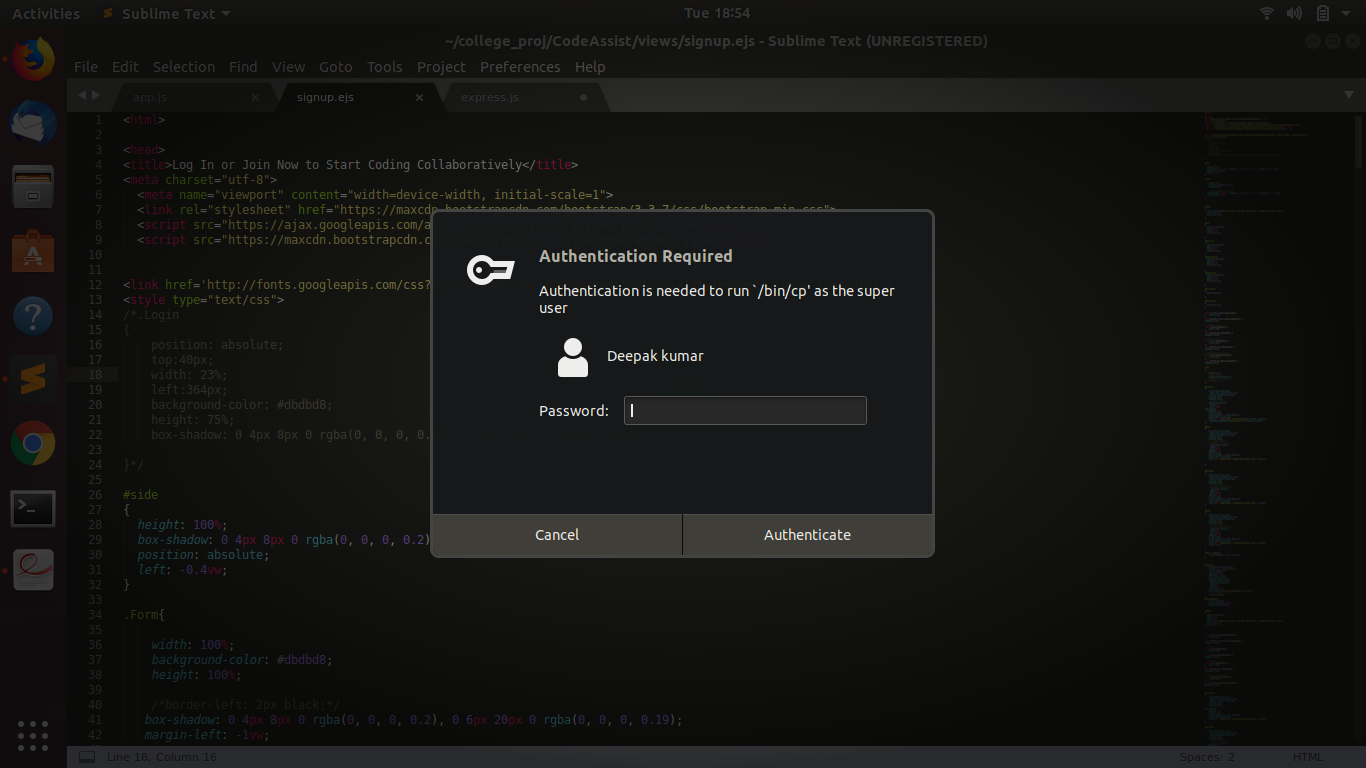 Activities Sublime Text Tue 18:54
~/college_proj/CodeAssist/views/signup.ejs - Sublime Text (UNREGISTERED)
File Edit Selection Find View Goto Tools Project Preferences Help
app.js signup.ejs express.js
1 <html>
2
3 <head>
4 <title>Log In or Join Now to Start Coding Collaboratively</title>
5 <meta charset="utf-8">
6 <meta name="viewport" content="width=device-width, initial-scale=1">
7 <link rel="stylesheet" href="https://maxcdn.bootstrapcdn.com/bootstrap/3.3.7/css/bootstrap.min.css">
8 <script src="https://ajax.googleapis.com/a
9 <script src="https://maxcdn.bootstrapcdn.c
10
11
12 <link href='http://fonts.googleapis.com/css?
13 <style type="text/css">
14 /*.Login
15 {
16 position: absolute;
17 top:40px;
18 width: 23%;
19 left:364px;
20 background-color: #dbdbd8;
21 height: 75%;
22 box-shadow: 0 4px 8px 0 rgba(0, 0, 0, 0.
23
24 }*/
25
26 #side
27 {
28 height: 100%;
29 box-shadow: 0 4px 8px 0 rgba(0, 0, 0, 0.2)
30 position: absolute;
31 left: -0.4vw;
32 }
33
34 .Form{
35
36 width: 100%;
37 background-color: #dbdbd8;
38 height: 100%;
39
40 /*border-left: 2px black;*/
41 box-shadow: 0 4px 8px 0 rgba(0, 0, 0, 0.2), 0 6px 20px 0 rgba(0, 0, 0, 0.19);
42 margin-left: -1vw;
Authentication Required
Authentication is needed to run `/bin/cp' as the super
user
Deepak kumar
Password:
Cancel Authenticate
Line 18, Column 16 Spaces: 2 HTML